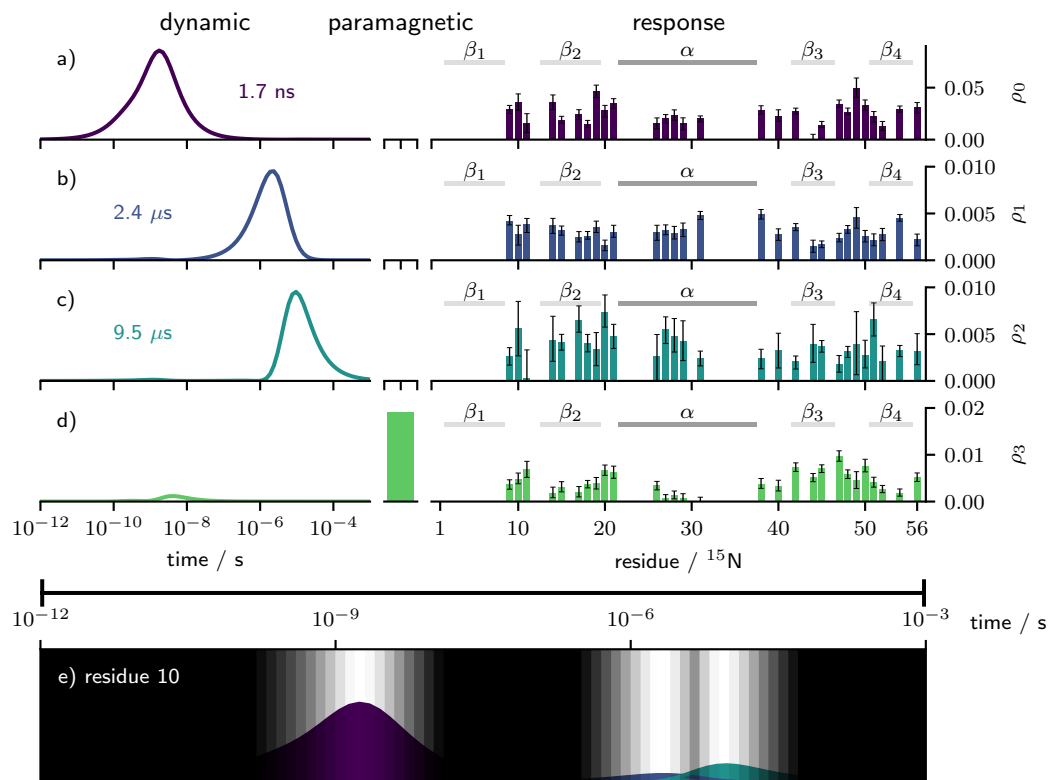 dynamic paramagnetic response
a) 1.7 ns β1 β2 α β3 β4 0.05 0.00 ρ0
b) 2.4 μs β1 β2 α β3 β4 0.010 0.005 0.000 ρ1
c) 9.5 μs β1 β2 α β3 β4 0.010 0.005 0.000 ρ2
d) β1 β2 α β3 β4 0.02 0.01 0.00 ρ3
10−12 10−10 10−8 10−6 10−4 1 10 20 30 40 50 56
time / s residue / 15N
10−12 10−9 10−6 10−3 time / s
e) residue 10